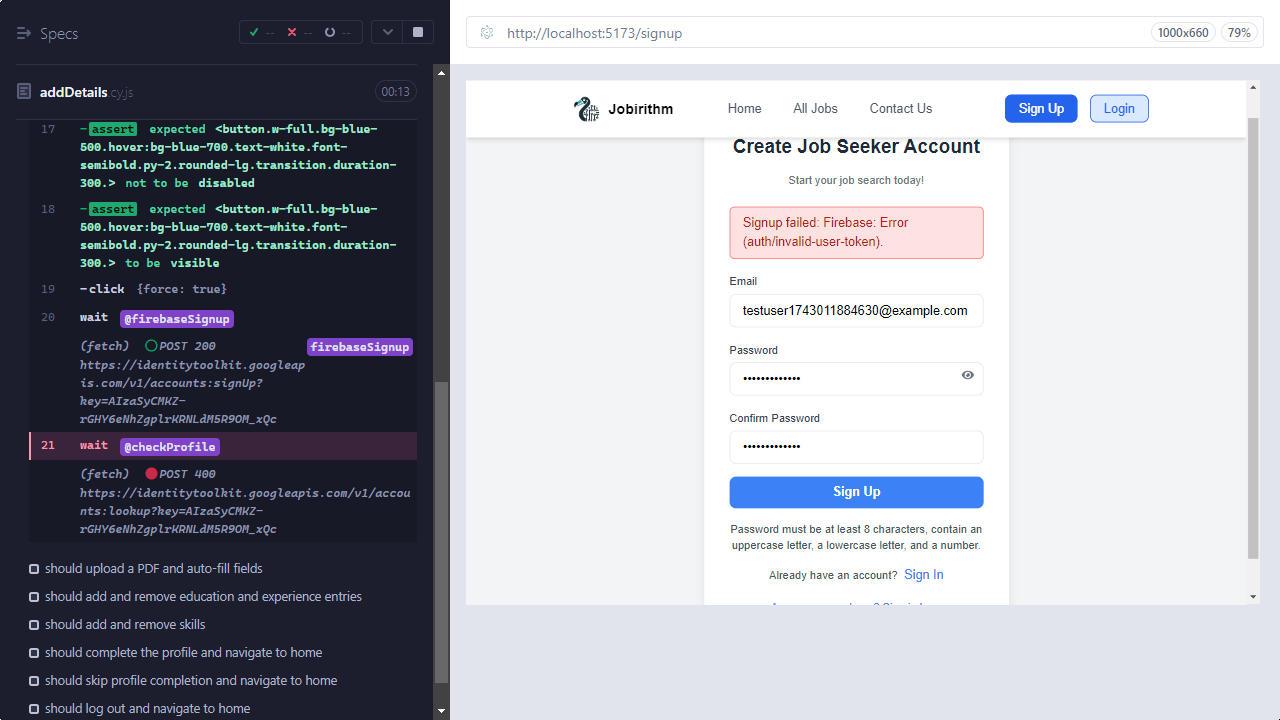 Specs
--
--
--
http://localhost:5173/signup
1000x660
79%
addDetails.cy.js
00:13
17 -assert expected <button.w-full.bg-blue-
500.hover:bg-blue-700.text-white.font-
semibold.py-2.rounded-lg.transition.duration-
300.> not to be disabled
18 -assert expected <button.w-full.bg-blue-
500.hover:bg-blue-700.text-white.font-
semibold.py-2.rounded-lg.transition.duration-
300.> to be visible
19 -click {force: true}
20 wait @firebaseSignup
(fetch) POST 200 firebaseSignup
https://identitytoolkit.googleap
is.com/v1/accounts:signUp?
key=AIzaSyCMKZ-
rGHY6eNhZgplrKRNLdM5R9OM_xQc
21 wait @checkProfile
(fetch) POST 400
https://identitytoolkit.googleapis.com/v1/accou
nts:lookup?key=AIzaSyCMKZ-
rGHY6eNhZgplrKRNLdM5R9OM_xQc
should upload a PDF and auto-fill fields
should add and remove education and experience entries
should add and remove skills
should complete the profile and navigate to home
should skip profile completion and navigate to home
should log out and navigate to home
Jobirithm
Home
All Jobs
Contact Us
Sign Up
Login
Create Job Seeker Account
Start your job search today!
Signup failed: Firebase: Error
(auth/invalid-user-token).
Email
testuser1743011884630@example.com
Password
•••••••••••••
Confirm Password
•••••••••••••
Sign Up
Password must be at least 8 characters, contain an
uppercase letter, a lowercase letter, and a number.
Already have an account? Sign In